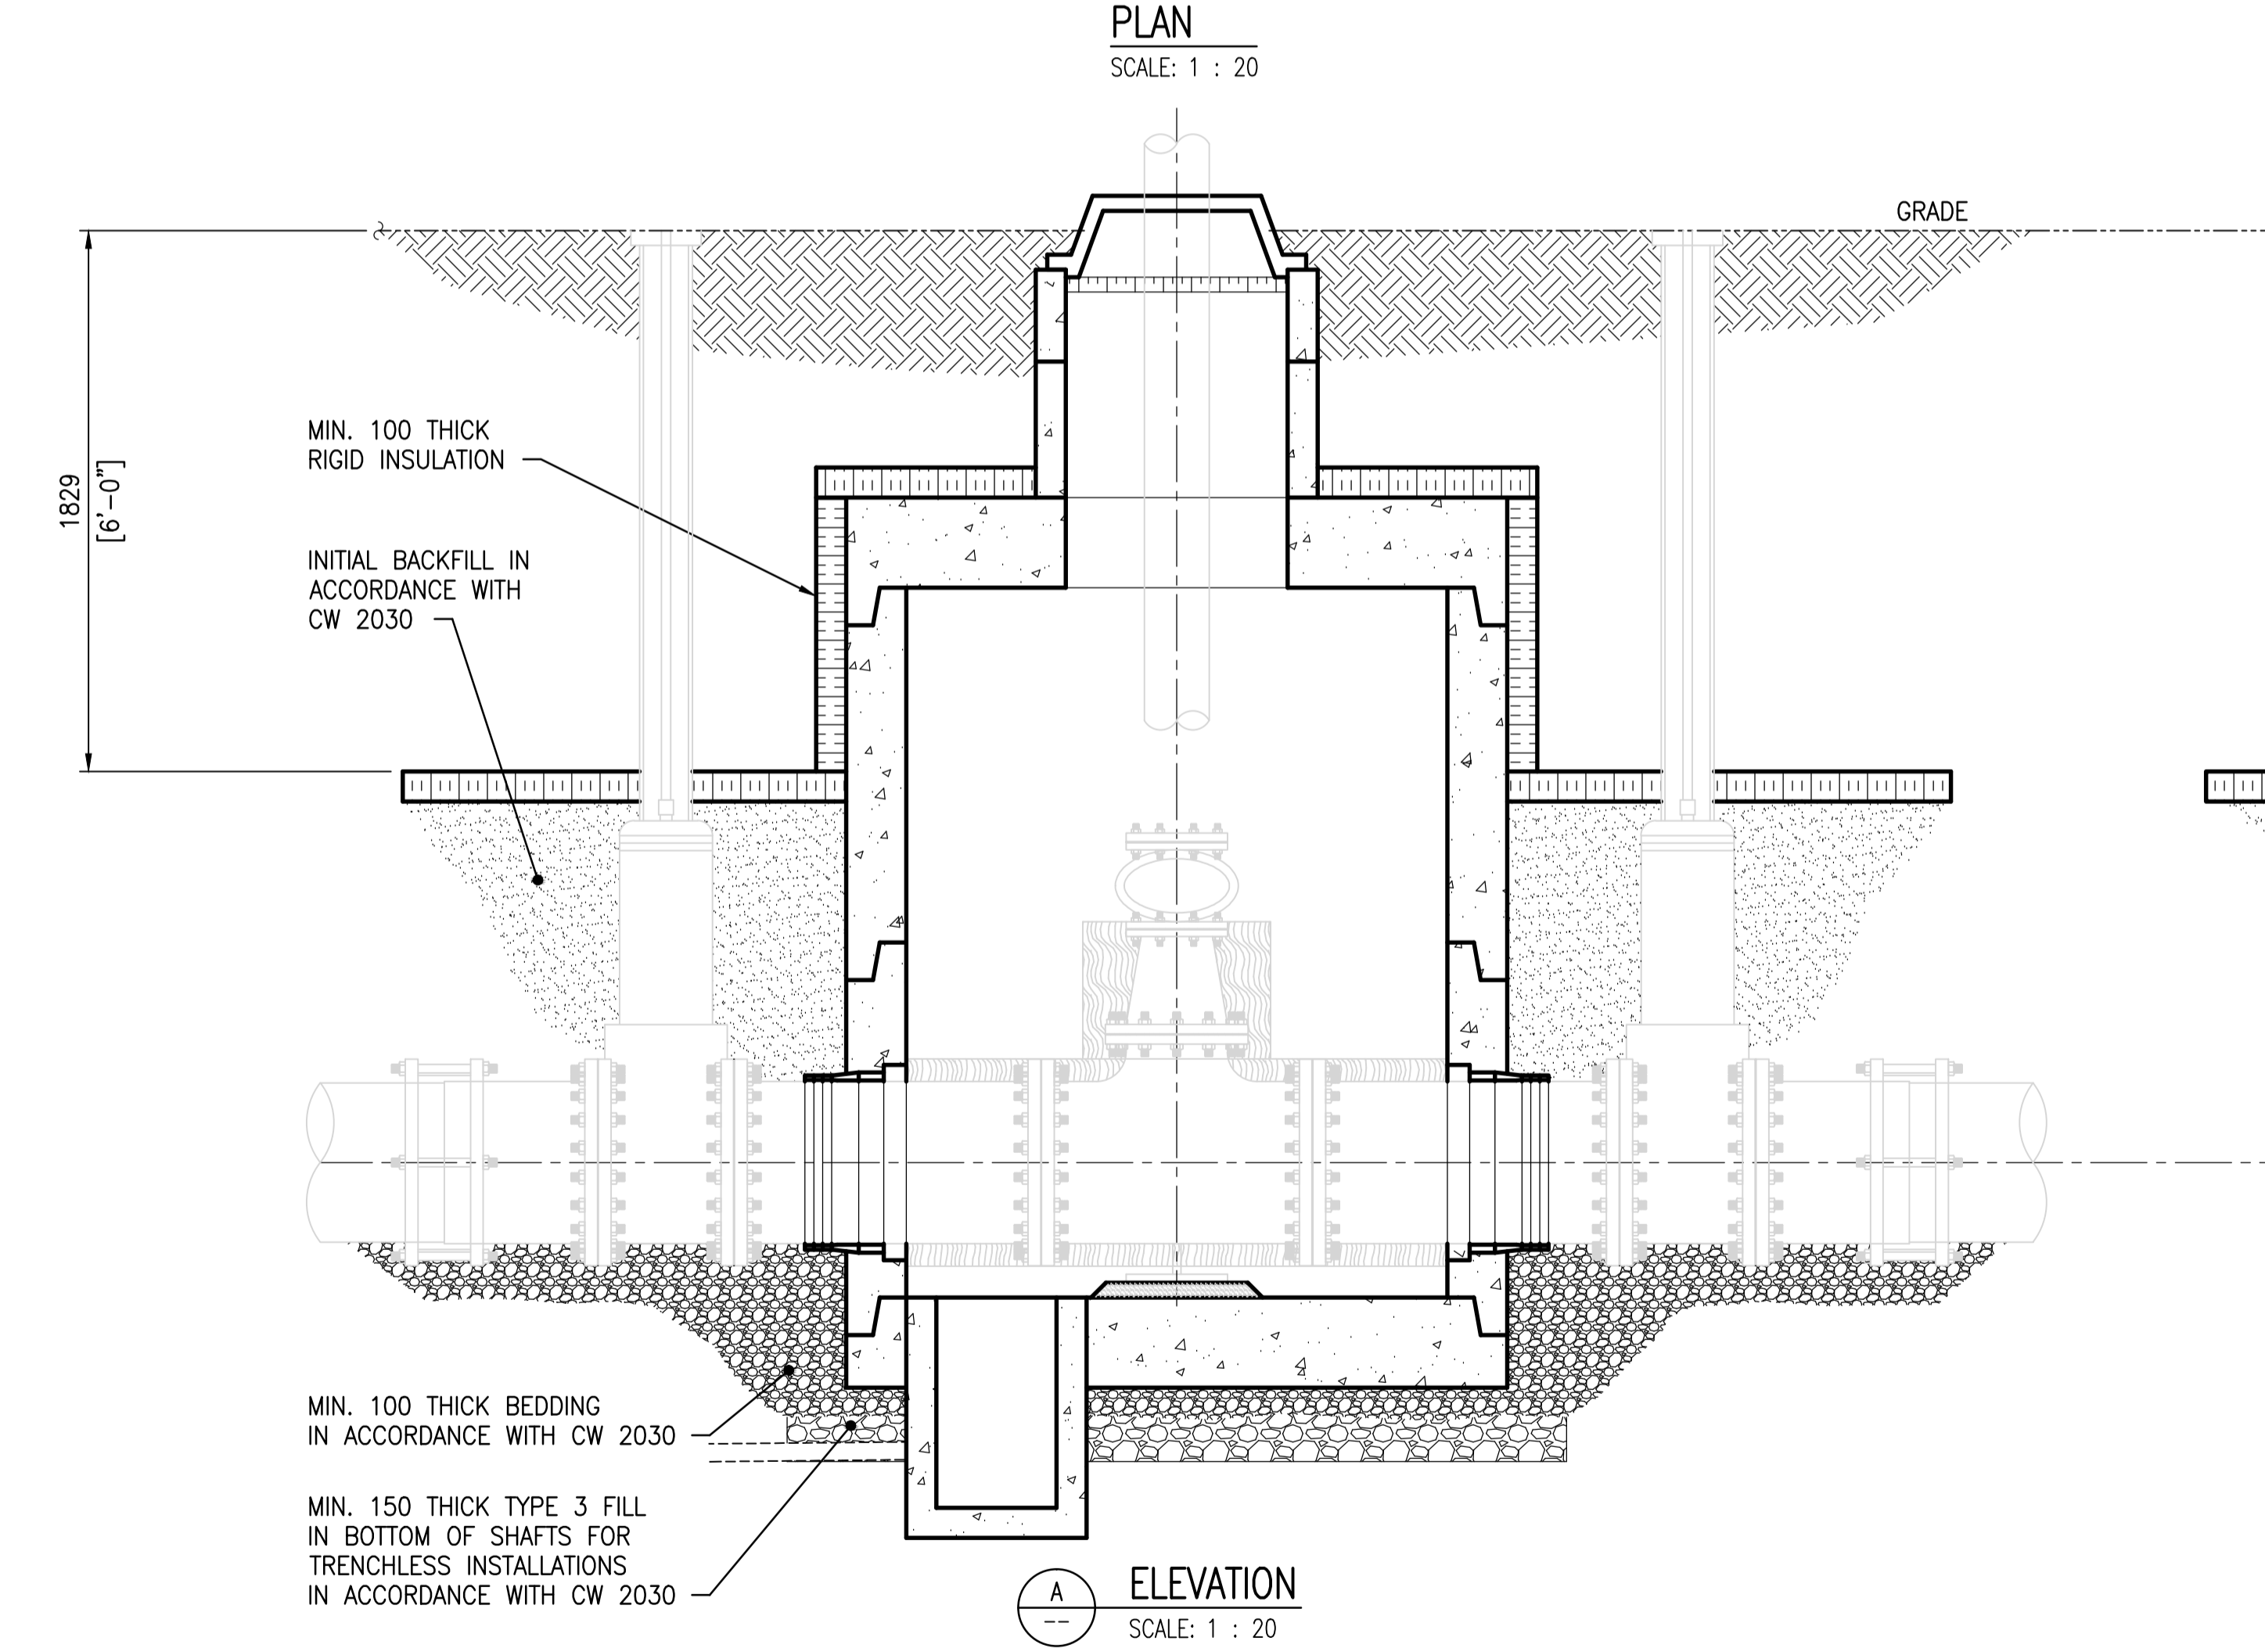 PLAN
SCALE: 1 : 20
GRADE
MIN. 100 THICK
RIGID INSULATION
1829
[6'-0"]
INITIAL BACKFILL IN
ACCORDANCE WITH
CW 2030
MIN. 100 THICK BEDDING
IN ACCORDANCE WITH CW 2030
MIN. 150 THICK TYPE 3 FILL
IN BOTTOM OF SHAFTS FOR
TRENCHLESS INSTALLATIONS
IN ACCORDANCE WITH CW 2030
A
--
ELEVATION
SCALE: 1 : 20